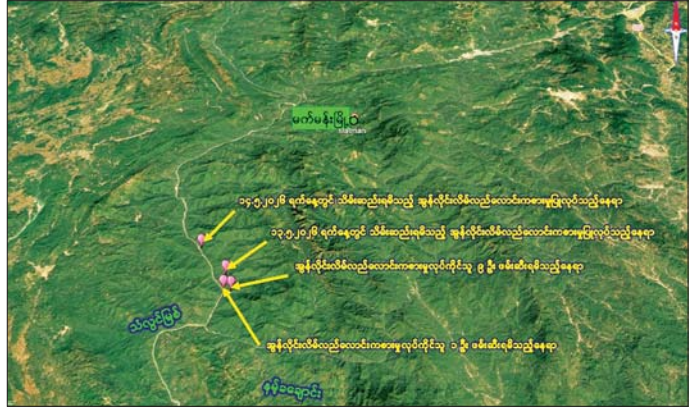 မက်မန်းမြို့
၁၄.၅.၂၀၂၆ ရက်နေ့တွင် သိမ်းဆည်းရမိသည့် အွန်လိုင်းလိမ်လည်လောင်းကစားမှုပြုလုပ်သည့်နေရာ
၁၃.၅.၂၀၂၆ ရက်နေ့တွင် သိမ်းဆည်းရမိသည့် အွန်လိုင်းလိမ်လည်လောင်းကစားမှုပြုလုပ်သည့်နေရာ
အွန်လိုင်းလိမ်လည်လောင်းကစားမှုလုပ်ကိုင်သူ ၉ ဦး ဖမ်းဆီးရမိသည့်နေရာ
သံလွင်မြစ်
အွန်လိုင်းလိမ်လည်လောင်းကစားမှုလုပ်ကိုင်သူ ၁ ဦး ဖမ်းဆီးရမိသည့်နေရာ